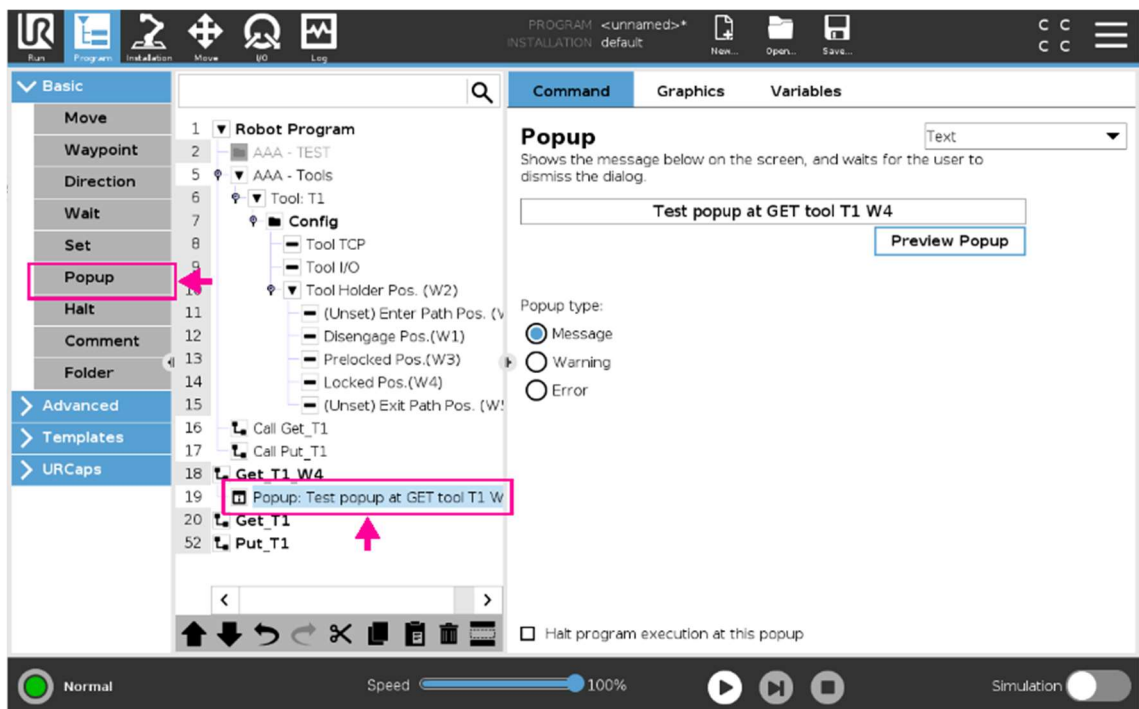 UR
Run
Program
Installation
Move
I/O
Log
PROGRAM <unnamed>*
INSTALLATION default
New...
Open...
Save...
C C
C C
Basic
Move
Waypoint
Direction
Wait
Set
Popup
Halt
Comment
Folder
Advanced
Templates
URCaps
1 Robot Program
2 AAA - TEST
5 AAA - Tools
6 Tool: T1
7 Config
8 Tool TCP
9 Tool I/O
10 Tool Holder Pos. (W2)
11 (Unset) Enter Path Pos. (
12 Disengage Pos.(W1)
13 Prelocked Pos.(W3)
14 Locked Pos.(W4)
15 (Unset) Exit Path Pos. (W
16 Call Get_T1
17 Call Put_T1
18 Get_T1_W4
19 Popup: Test popup at GET tool T1 W
20 Get_T1
52 Put_T1
Command Graphics Variables
Popup
Text
Shows the message below on the screen, and waits for the user to
dismiss the dialog.
Test popup at GET tool T1 W4
Preview Popup
Popup type:
Message
Warning
Error
Halt program execution at this popup
Normal
Speed 100%
Simulation